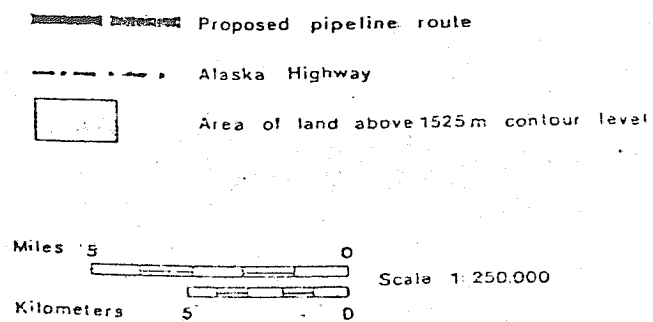 Proposed pipeline route
Alaska Highway
Area of land above 1525m contour level
Miles 5 0
Scale 1:250.000
Kilometers 5 0